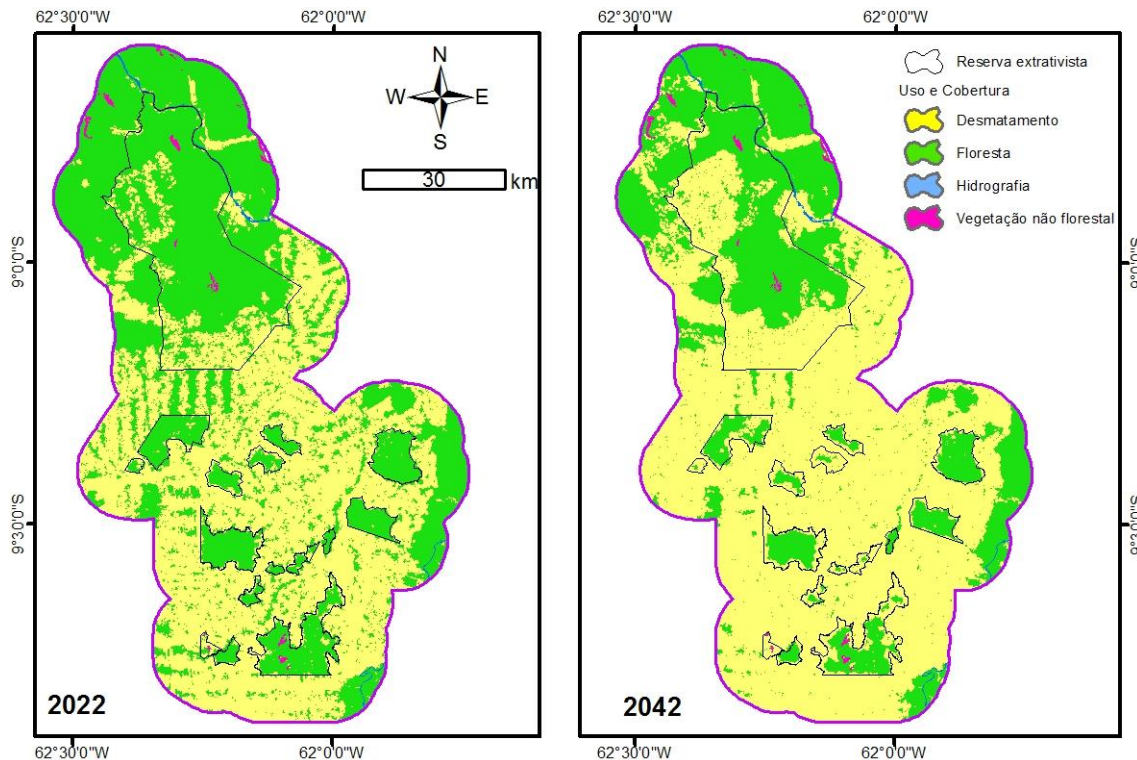 62°30'0"W
62°0'0"W
62°30'0"W
62°0'0"W
N
W
E
S
30
km
Reserva extrativista
Uso e Cobertura
Desmatamento
Floresta
Hidrografia
Vegetação não florestal
9°0'0"S
9°0'0"S
9°30'0"S
9°30'0"S
2022
2042
62°30'0"W
62°0'0"W
62°30'0"W
62°0'0"W